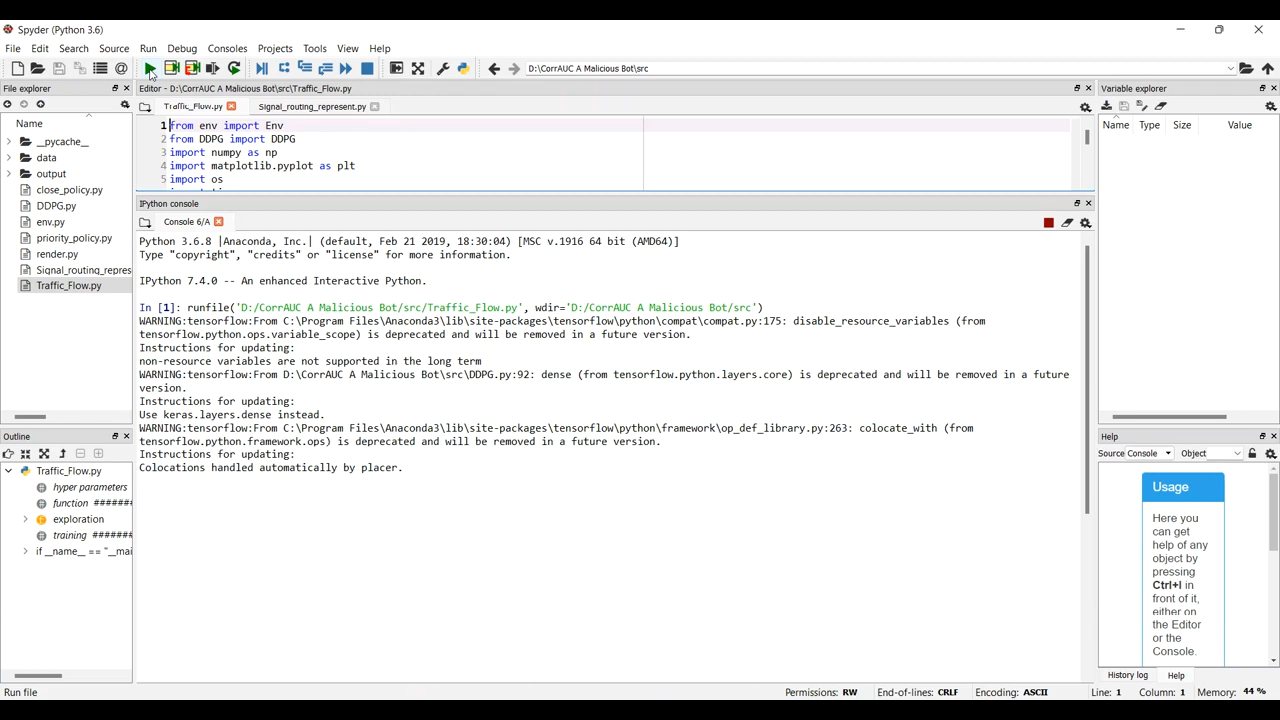 Spyder (Python 3.6)
File Edit Search Source Run Debug Consoles Projects Tools View Help
D:\CorrAUC A Malicious Bot\src
File explorer
Name
__pycache__
data
output
close_policy.py
DDPG.py
env.py
priority_policy.py
render.py
Signal_routing_repres
Traffic_Flow.py
Outline
Traffic_Flow.py
hyper parameters
function ######
exploration
training ######
if __name__ == "__mai
Editor - D:\CorrAUC A Malicious Bot\src\Traffic_Flow.py
Traffic_Flow.py Signal_routing_represent.py
1 from env import Env
2 from DDPG import DDPG
3 import numpy as np
4 import matplotlib.pyplot as plt
5 import os
IPython console
Console 6/A
Python 3.6.8 |Anaconda, Inc.| (default, Feb 21 2019, 18:30:04) [MSC v.1916 64 bit (AMD64)]
Type "copyright", "credits" or "license" for more information.
IPython 7.4.0 -- An enhanced Interactive Python.
In [1]: runfile('D:/CorrAUC A Malicious Bot/src/Traffic_Flow.py', wdir='D:/CorrAUC A Malicious Bot/src')
WARNING:tensorflow:From C:\Program Files\Anaconda3\lib\site-packages\tensorflow\python\compat\compat.py:175: disable_resource_variables (from
tensorflow.python.ops.variable_scope) is deprecated and will be removed in a future version.
Instructions for updating:
non-resource variables are not supported in the long term
WARNING:tensorflow:From D:\CorrAUC A Malicious Bot\src\DDPG.py:92: dense (from tensorflow.python.layers.core) is deprecated and will be removed in a future
version.
Instructions for updating:
Use keras.layers.dense instead.
WARNING:tensorflow:From C:\Program Files\Anaconda3\lib\site-packages\tensorflow\python\framework\op_def_library.py:263: colocate_with (from
tensorflow.python.framework.ops) is deprecated and will be removed in a future version.
Instructions for updating:
Colocations handled automatically by placer.
Variable explorer
Name Type Size Value
Help
Source Console Object
Usage
Here you
can get
help of any
object by
pressing
Ctrl+I in
front of it,
either on
the Editor
or the
Console.
History log Help
Run file
Permissions: RW End-of-lines: CRLF Encoding: ASCII Line: 1 Column: 1 Memory: 44 %